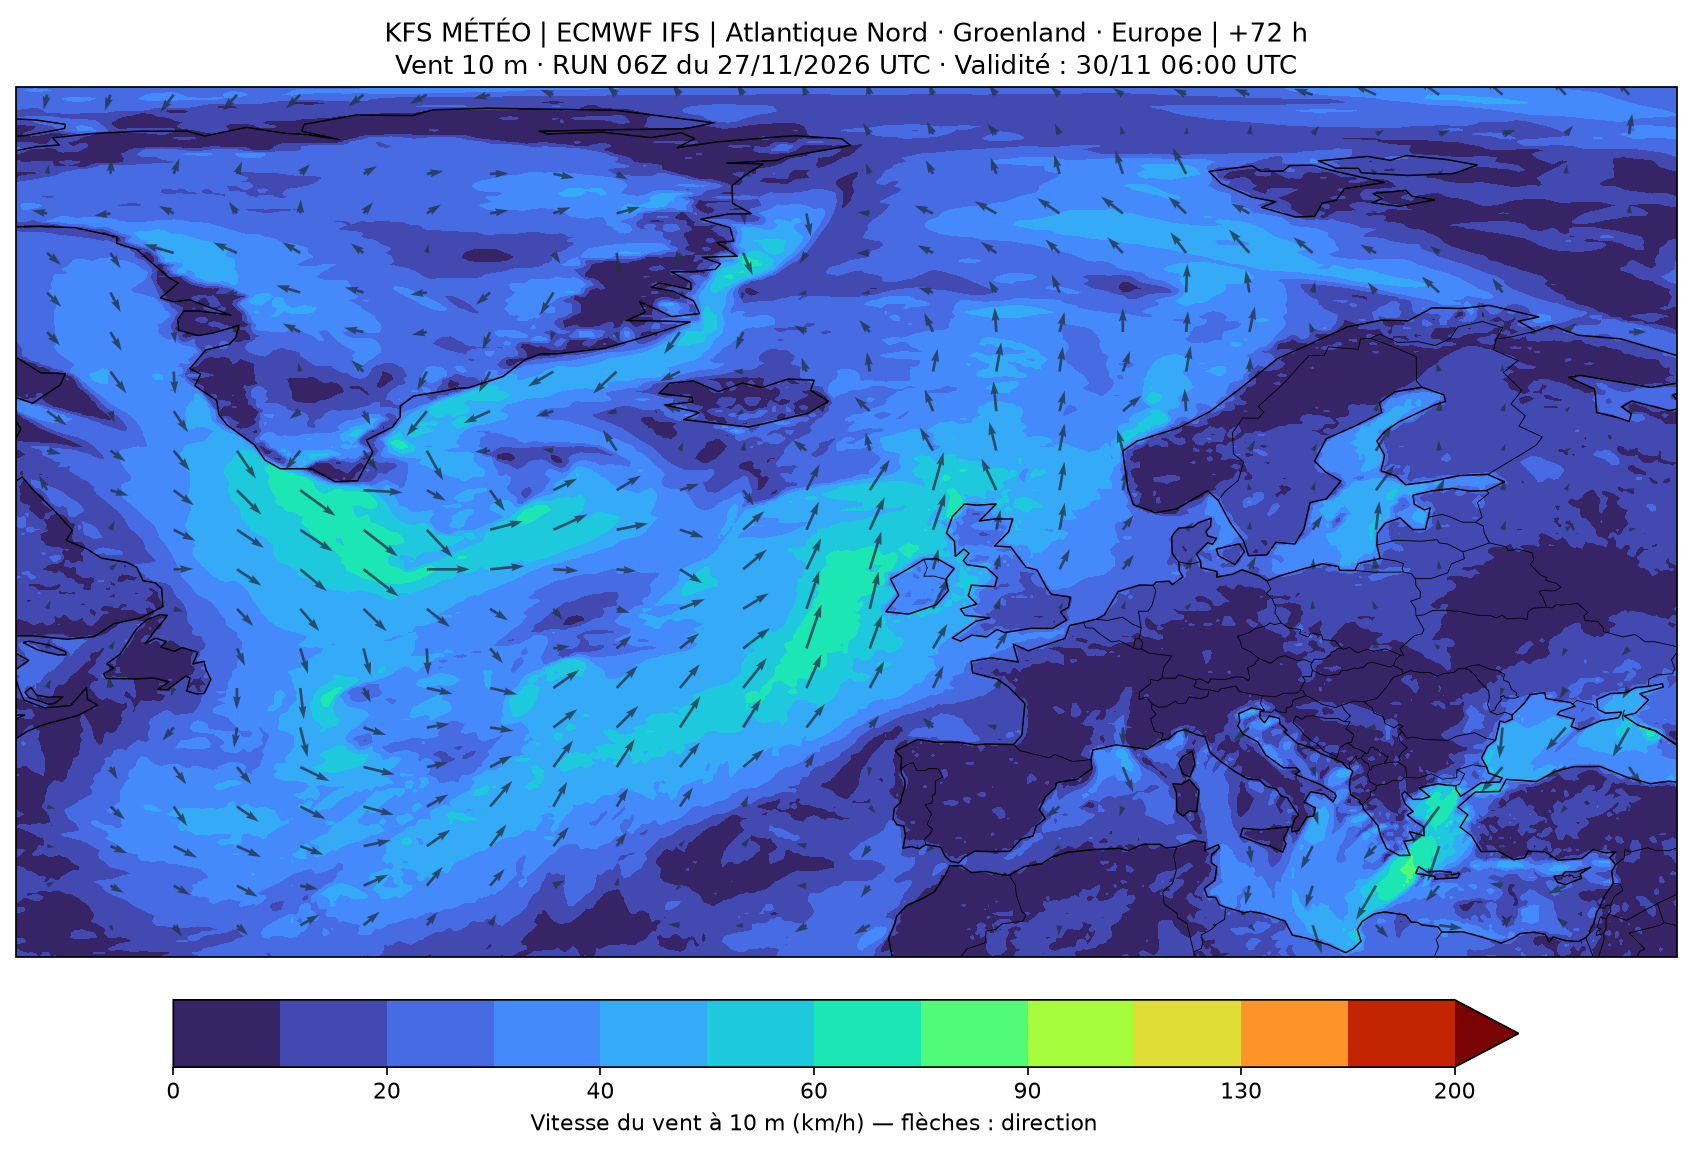 KFS MÉTÉO | ECMWF IFS | Atlantique Nord · Groenland · Europe | +72 h
Vent 10 m · RUN 06Z du 27/11/2026 UTC · Validité : 30/11 06:00 UTC
0 20 40 60 90 130 200
Vitesse du vent à 10 m (km/h) — flèches : direction